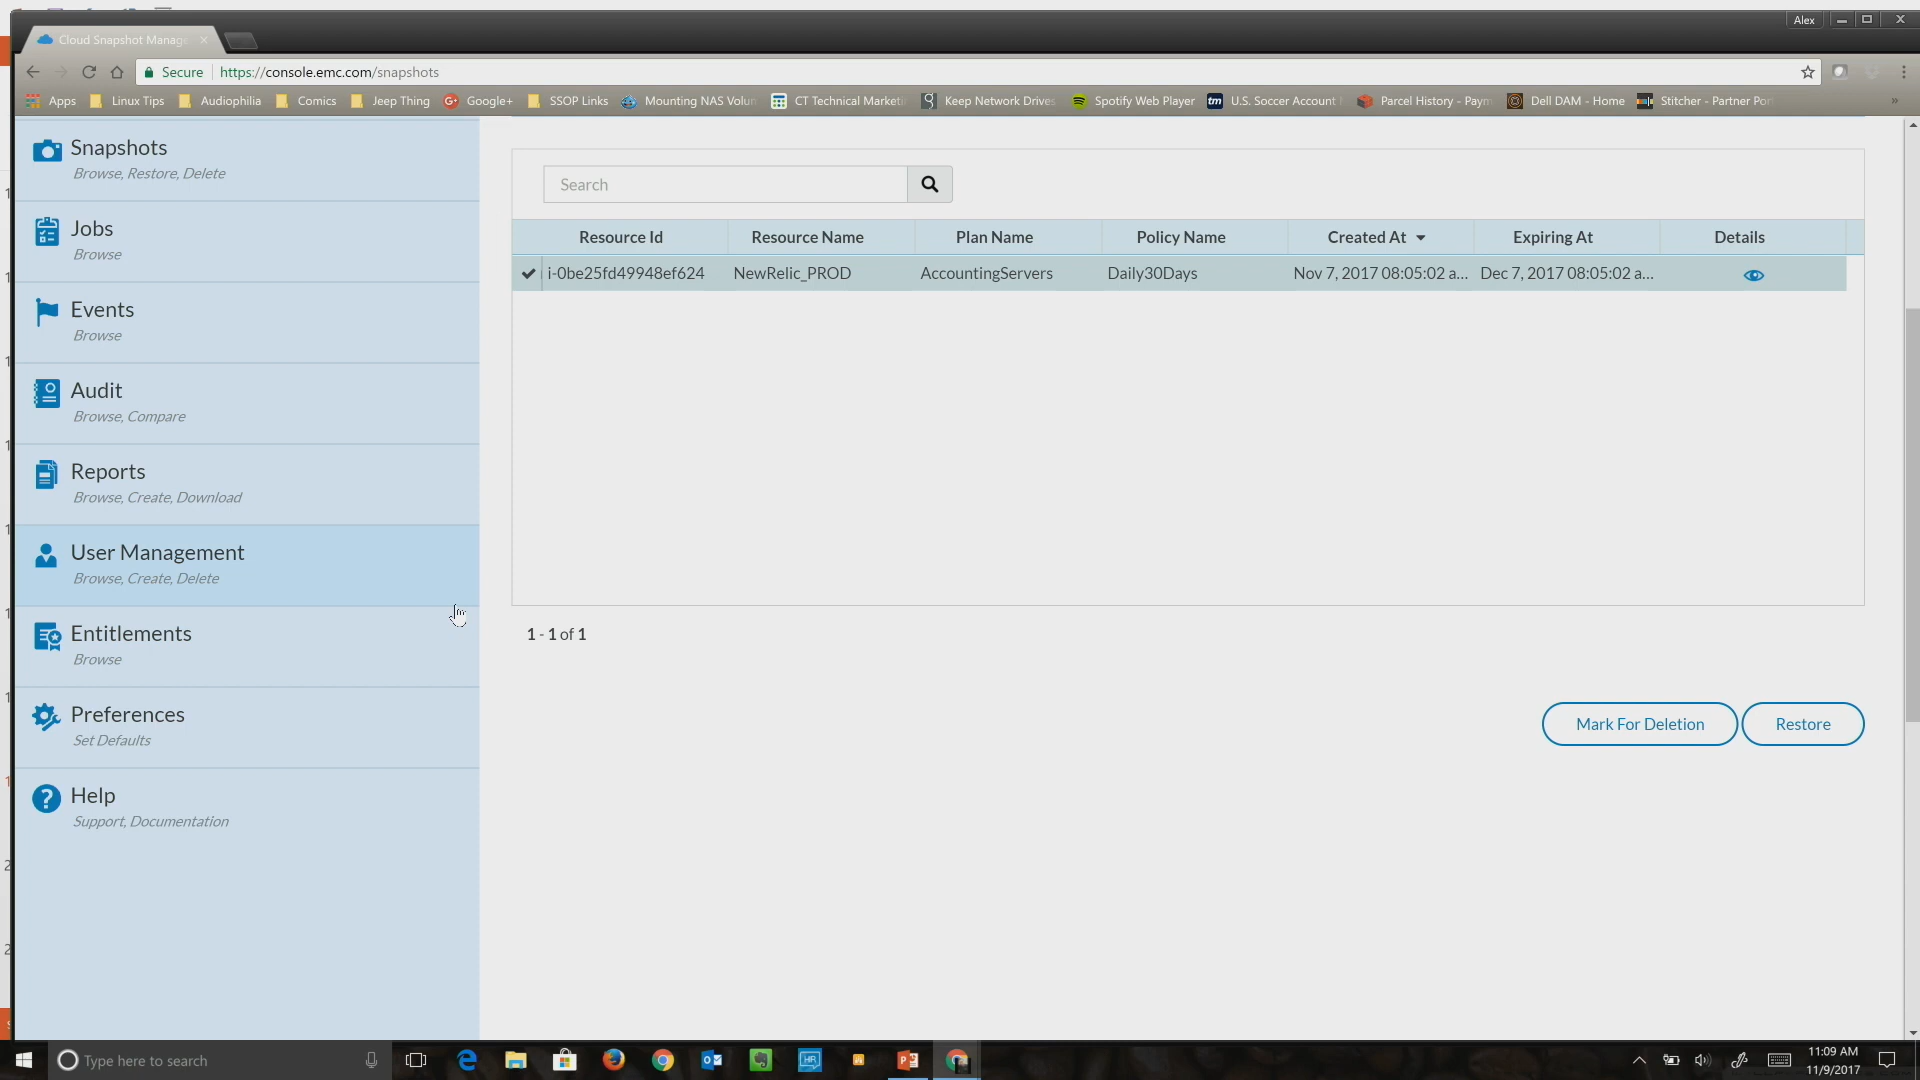 Alex
Cloud Snapshot Manage
Secure https://console.emc.com/snapshots
Apps Linux Tips Audiophilia Comics Jeep Thing Google+ SSOP Links Mounting NAS Volun CT Technical Marketi Keep Network Drives Spotify Web Player U.S. Soccer Account Parcel History - Paym Dell DAM - Home Stitcher - Partner Por
Snapshots
Browse, Restore, Delete
Jobs
Browse
Events
Browse
Audit
Browse, Compare
Reports
Browse, Create, Download
User Management
Browse, Create, Delete
Entitlements
Browse
Preferences
Set Defaults
Help
Support, Documentation
Search
Resource Id Resource Name Plan Name Policy Name Created At Expiring At Details
i-0be25fd49948ef624 NewRelic_PROD AccountingServers Daily30Days Nov 7, 2017 08:05:02 a... Dec 7, 2017 08:05:02 a...
1 - 1 of 1
Mark For Deletion Restore
Type here to search
11:09 AM
11/9/2017